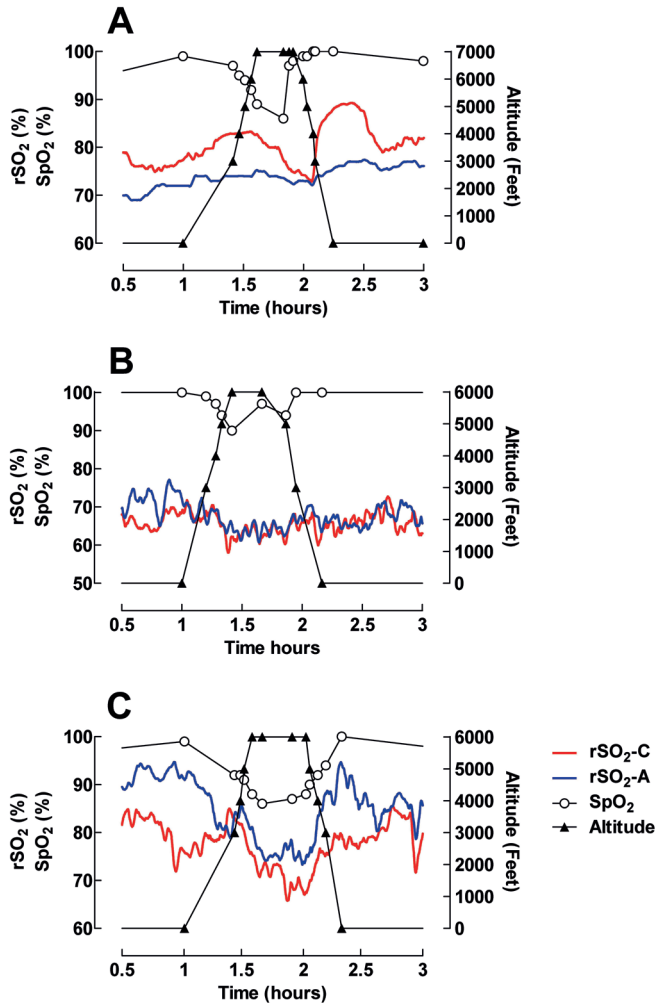 A
100
90
80
70
60
rSO2 (%)
SpO2 (%)
7000
6000
5000
4000
3000
2000
1000
0
Altitude (Feet)
0.5 1 1.5 2 2.5 3
Time (hours)
B
100
90
80
70
60
50
rSO2 (%)
SpO2 (%)
6000
5000
4000
3000
2000
1000
0
Altitude (Feet)
0.5 1 1.5 2 2.5 3
Time hours
C
100
90
80
70
60
rSO2 (%)
SpO2 (%)
6000
5000
4000
3000
2000
1000
0
Altitude (Feet)
0.5 1 1.5 2 2.5 3
Time (hours)
rSO2-C
rSO2-A
SpO2
Altitude